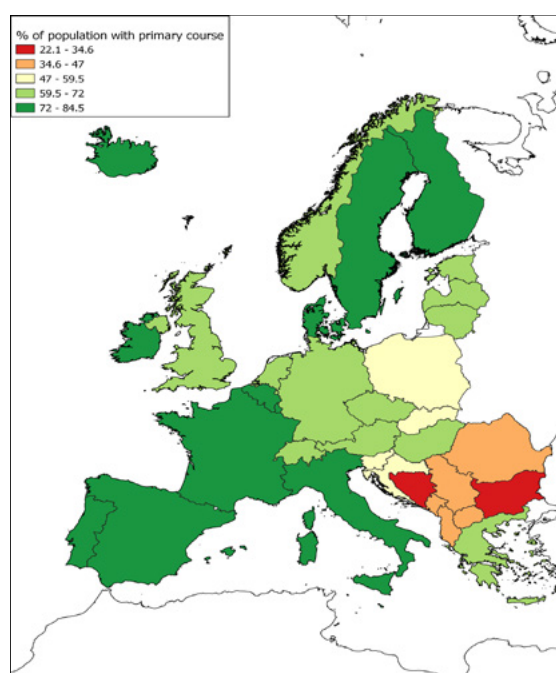 % of population with primary course
22.1 - 34.6
34.6 - 47
47 - 59.5
59.5 - 72
72 - 84.5